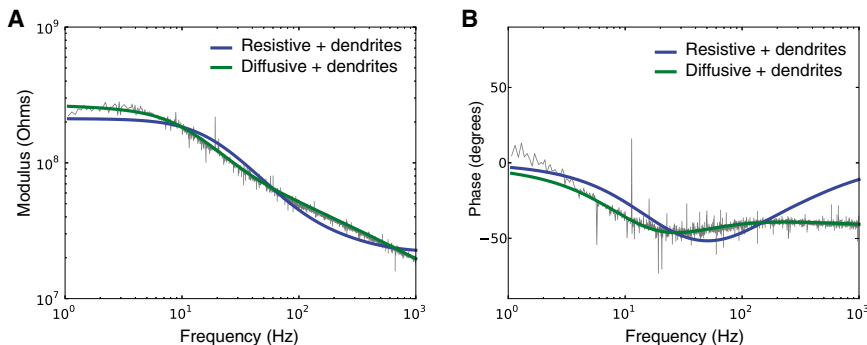 A
Modulus (Ohms)
10⁹
10⁸
10⁷
Resistive + dendrites
Diffusive + dendrites
10⁰ 10¹ 10² 10³
Frequency (Hz)
B
Phase (degrees)
50
0
−50
Resistive + dendrites
Diffusive + dendrites
10⁰ 10¹ 10² 10³
Frequency (Hz)